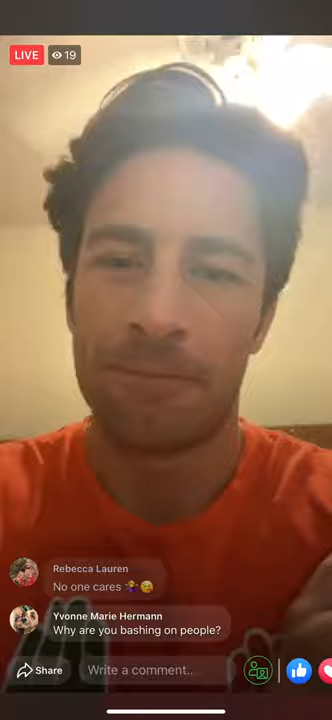 LIVE 19
Rebecca Lauren
No one cares 🤷‍♀️😘
Yvonne Marie Hermann
Why are you bashing on people?
Share Write a comment..